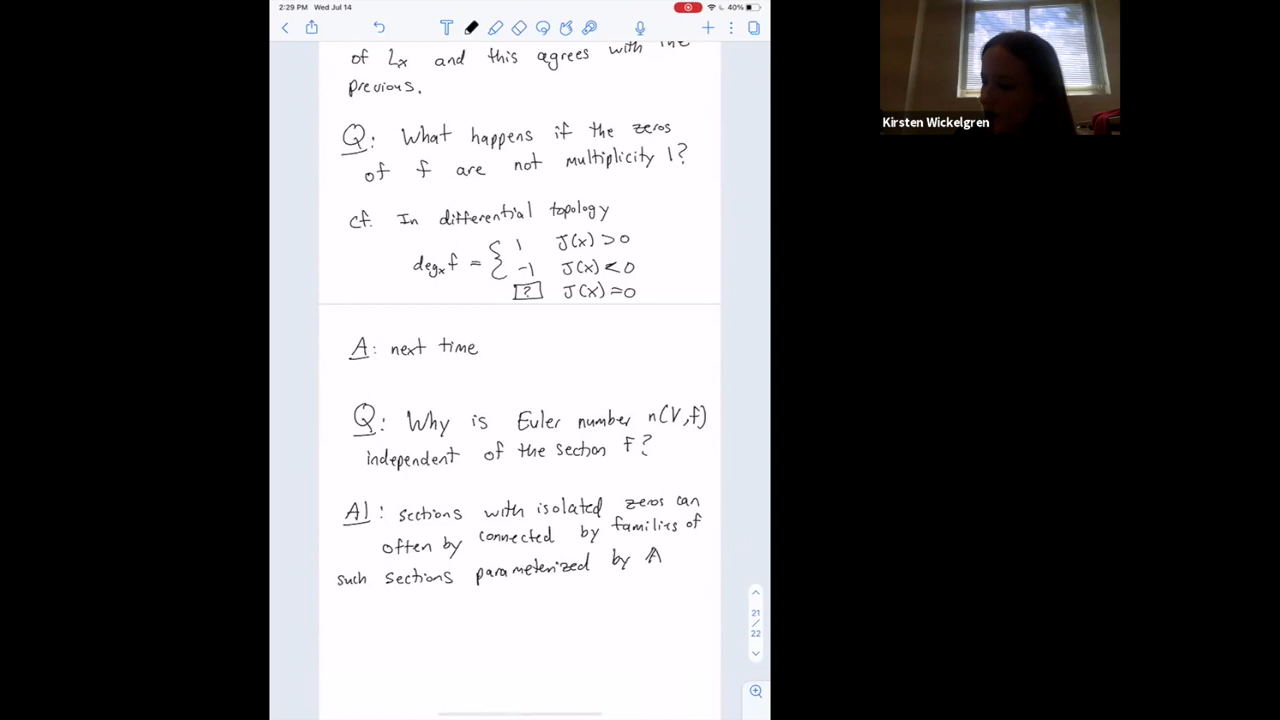 2:29 PM Wed Jul 14
40%
of Lx and this agrees with the
previous.
Q: What happens if the zeros
of f are not multiplicity 1?
cf. In differential topology
degx f = { 1 J(x) > 0
-1 J(x) < 0
? J(x) = 0
A: next time
Q: Why is Euler number n(V,f)
independent of the section f?
A1: sections with isolated zeros can
often by connected by families of
such sections parameterized by A
21
/
22
Kirsten Wickelgren